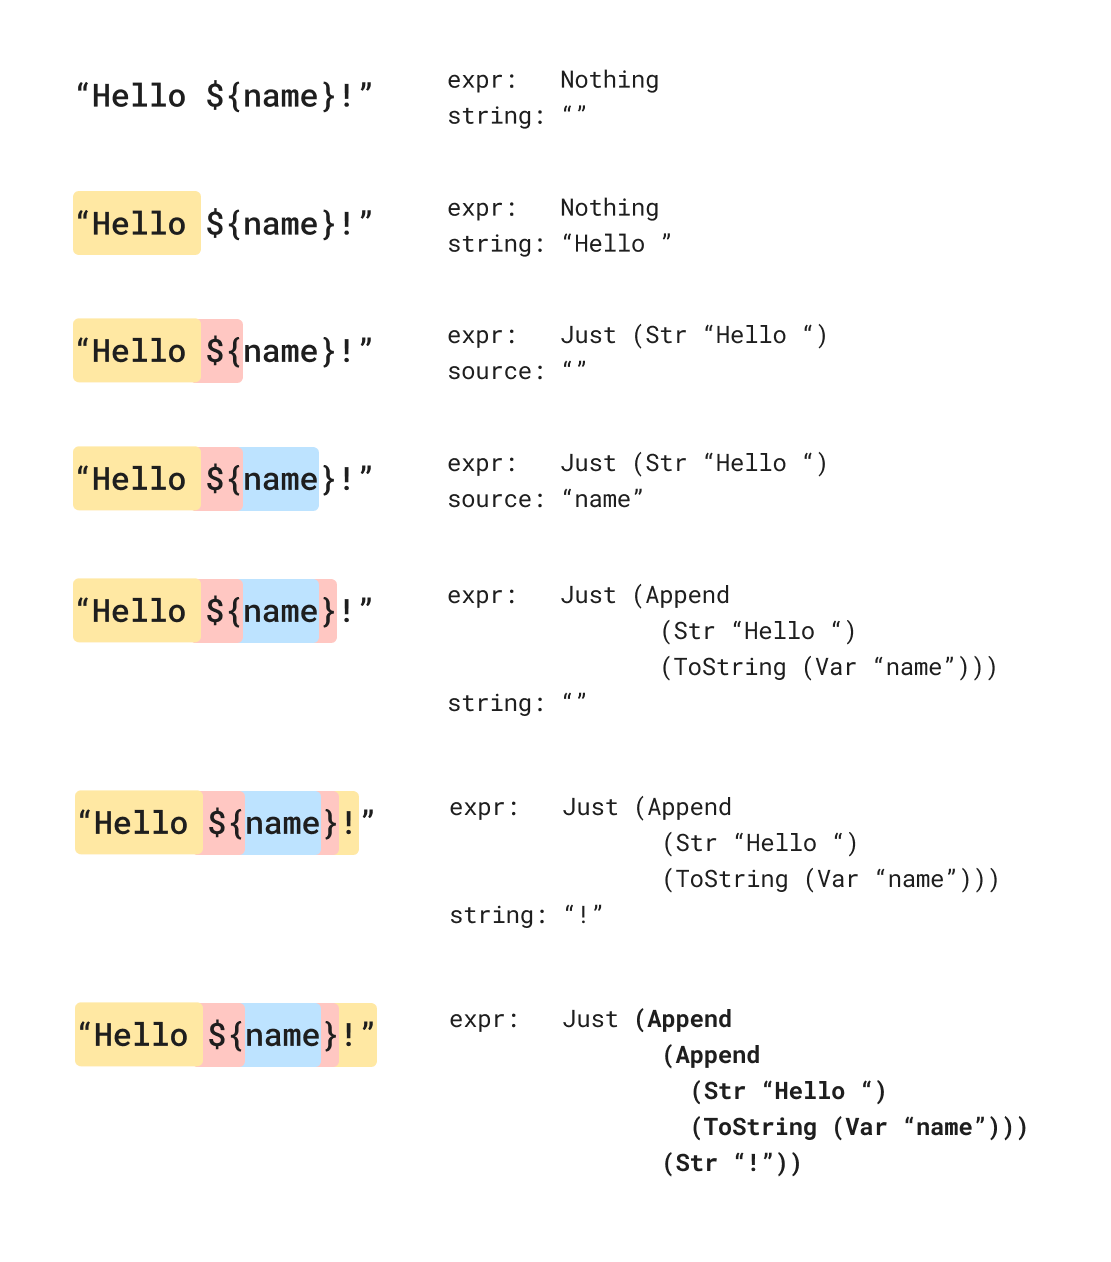 “Hello ${name}!”
expr:   Nothing
string: “”
“Hello ${name}!”
expr:   Nothing
string: “Hello ”
“Hello ${name}!”
expr:   Just (Str “Hello “)
source: “”
“Hello ${name}!”
expr:   Just (Str “Hello “)
source: “name”
“Hello ${name}!”
expr:   Just (Append
(Str “Hello “)
(ToString (Var “name”)))
string: “”
“Hello ${name}!”
expr:   Just (Append
(Str “Hello “)
(ToString (Var “name”)))
string: “!”
“Hello ${name}!”
expr:   Just (Append
(Append
(Str “Hello “)
(ToString (Var “name”)))
(Str “!”))